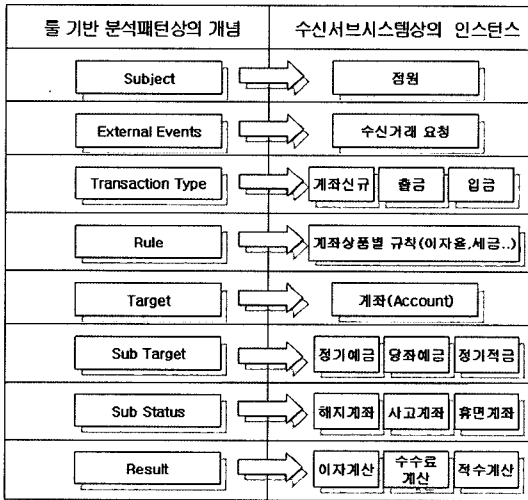 룰 기반 분석패턴상의 개념 수신서브시스템상의 인스턴스
Subject 점원
External Events 수신거래 요청
Transaction Type 계좌신규 출금 입금
Rule 계좌상품별 규칙(이자율,세금..)
Target 계좌(Account)
Sub Target 정기예금 당좌예금 정기적금
Sub Status 해지계좌 사고계좌 휴면계좌
Result 이자계산 수수료 계산 적수계산